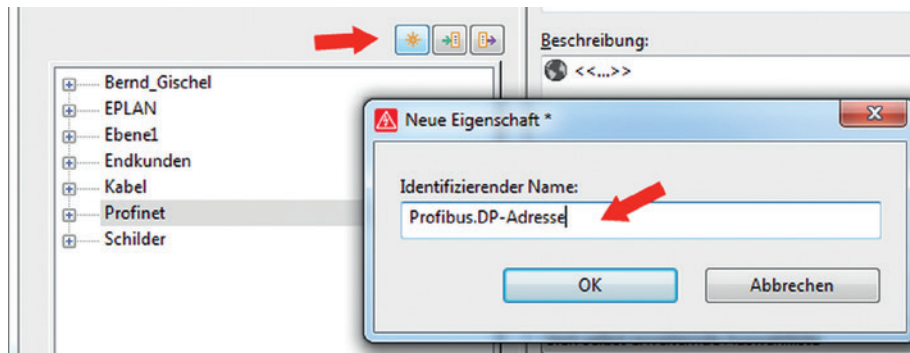 Beschreibung:
<<...>>
Bernd_Gischel
EPLAN
Ebene1
Endkunden
Kabel
Profinet
Schilder
Neue Eigenschaft *
Identifizierender Name:
Profibus.DP-Adresse
OK
Abbrechen